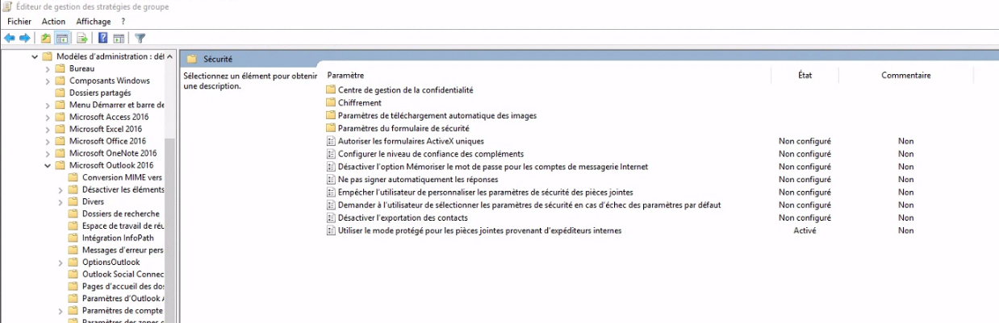 Éditeur de gestion des stratégies de groupe
Fichier Action Affichage ?
Modèles d'administration : déf
Bureau
Composants Windows
Dossiers partagés
Menu Démarrer et barre de
Microsoft Access 2016
Microsoft Excel 2016
Microsoft Office 2016
Microsoft OneNote 2016
Microsoft Outlook 2016
Conversion MIME vers
Désactiver les éléments
Divers
Dossiers de recherche
Espace de travail de réu
Intégration InfoPath
Messages d'erreur pers
OptionsOutlook
Outlook Social Connec
Pages d'accueil des dos
Paramètres d'Outlook A
Paramètres de compte
Paramètres des zones
Sécurité
Sélectionnez un élément pour obtenir
une description.
Paramètre État Commentaire
Centre de gestion de la confidentialité
Chiffrement
Paramètres de téléchargement automatique des images
Paramètres du formulaire de sécurité
Autoriser les formulaires ActiveX uniques Non configuré Non
Configurer le niveau de confiance des compléments Non configuré Non
Désactiver l'option Mémoriser le mot de passe pour les comptes de messagerie Internet Non configuré Non
Ne pas signer automatiquement les réponses Non configuré Non
Empêcher l'utilisateur de personnaliser les paramètres de sécurité des pièces jointes Non configuré Non
Demander à l'utilisateur de sélectionner les paramètres de sécurité en cas d'échec des paramètres par défaut Non configuré Non
Désactiver l'exportation des contacts Non configuré Non
Utiliser le mode protégé pour les pièces jointes provenant d'expéditeurs internes Activé Non